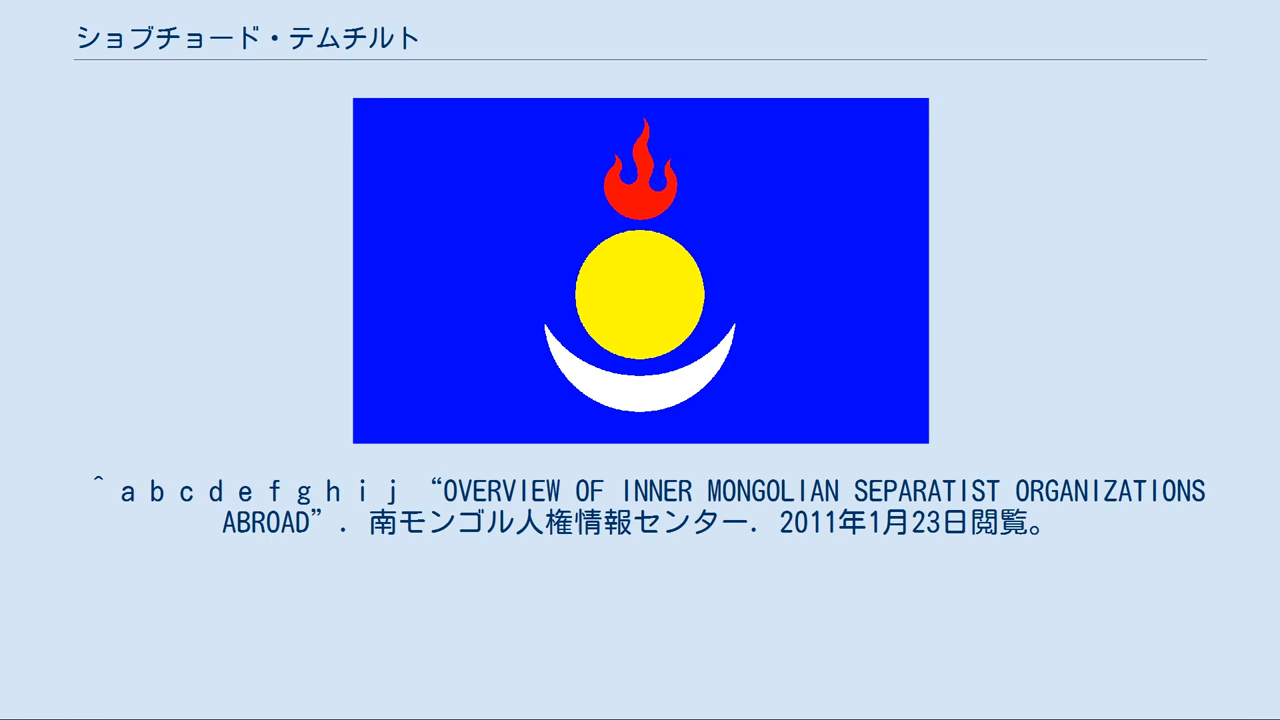 ショブチョード・テムチルト
^ a b c d e f g h i j “OVERVIEW OF INNER MONGOLIAN SEPARATIST ORGANIZATIONS
ABROAD”. 南モンゴル人権情報センター. 2011年1月23日閲覧。